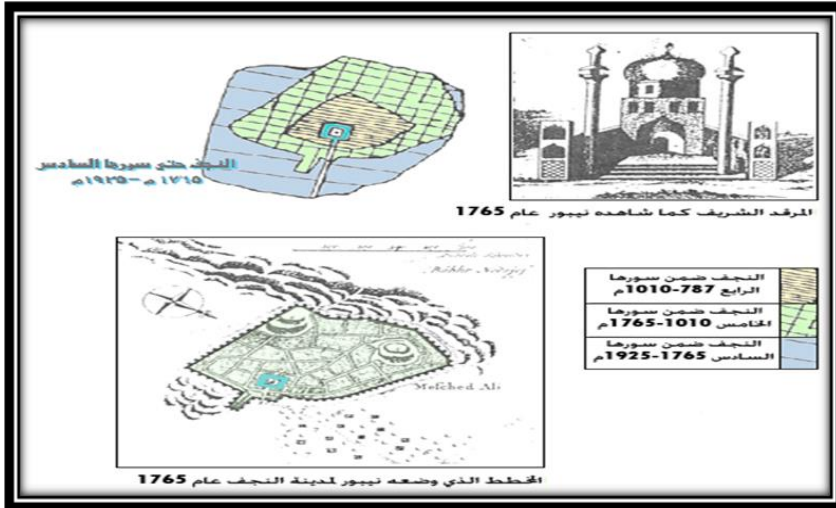 النجف حتى سورها السادس
١٧٦٥ م – ١٩٢٥م
المرقد الشريف كما شاهده نيبور عام 1765
النجف ضمن سورها
الرابع 787-1010م
النجف ضمن سورها
الخامس 1010-1765م
النجف ضمن سورها
السادس 1765-1925م
Mesched Ali
المخطط الذي وضعه نيبور لمدينة النجف عام 1765